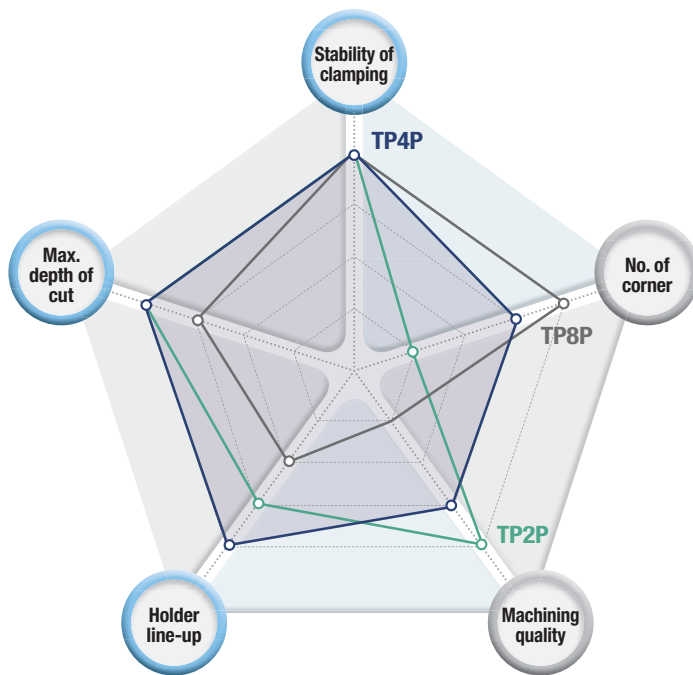 Stability of
clamping
TP4P
Max.
depth of
cut
No. of
corner
TP8P
TP2P
Holder
line-up
Machining
quality